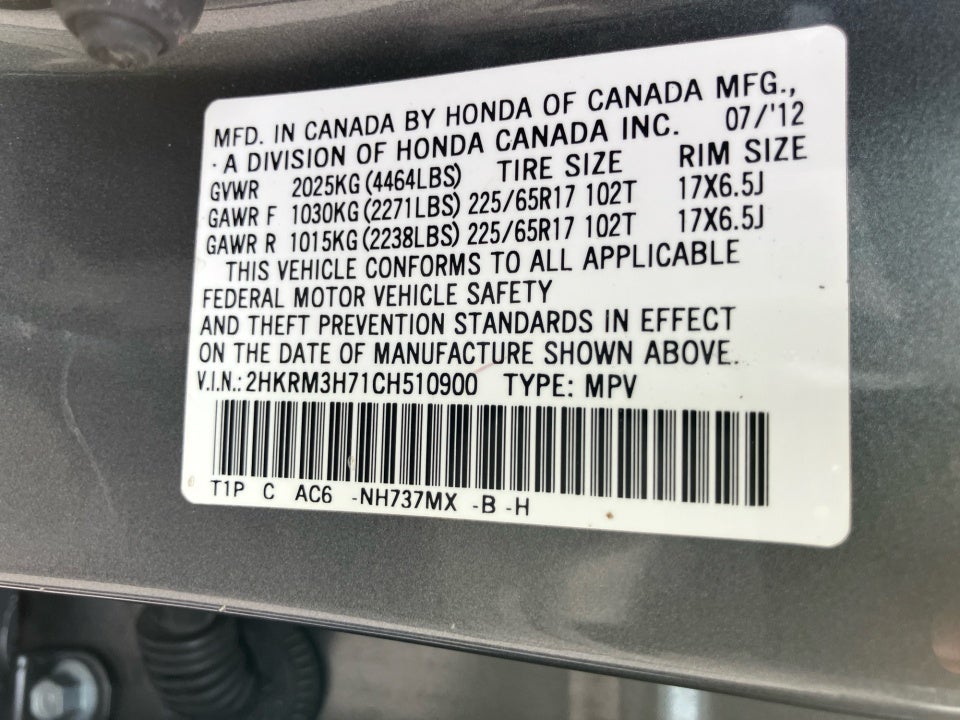 MFD. IN CANADA BY HONDA OF CANADA MFG.,
· A DIVISION OF HONDA CANADA INC. 07/'12
GVWR 2025KG (4464LBS) TIRE SIZE RIM SIZE
GAWR F 1030KG (2271LBS) 225/65R17 102T 17X6.5J
GAWR R 1015KG (2238LBS) 225/65R17 102T 17X6.5J
THIS VEHICLE CONFORMS TO ALL APPLICABLE
FEDERAL MOTOR VEHICLE SAFETY
AND THEFT PREVENTION STANDARDS IN EFFECT
ON THE DATE OF MANUFACTURE SHOWN ABOVE.
V.I.N.: 2HKRM3H71CH510900 TYPE: MPV
T1P C AC6 -NH737MX -B -H